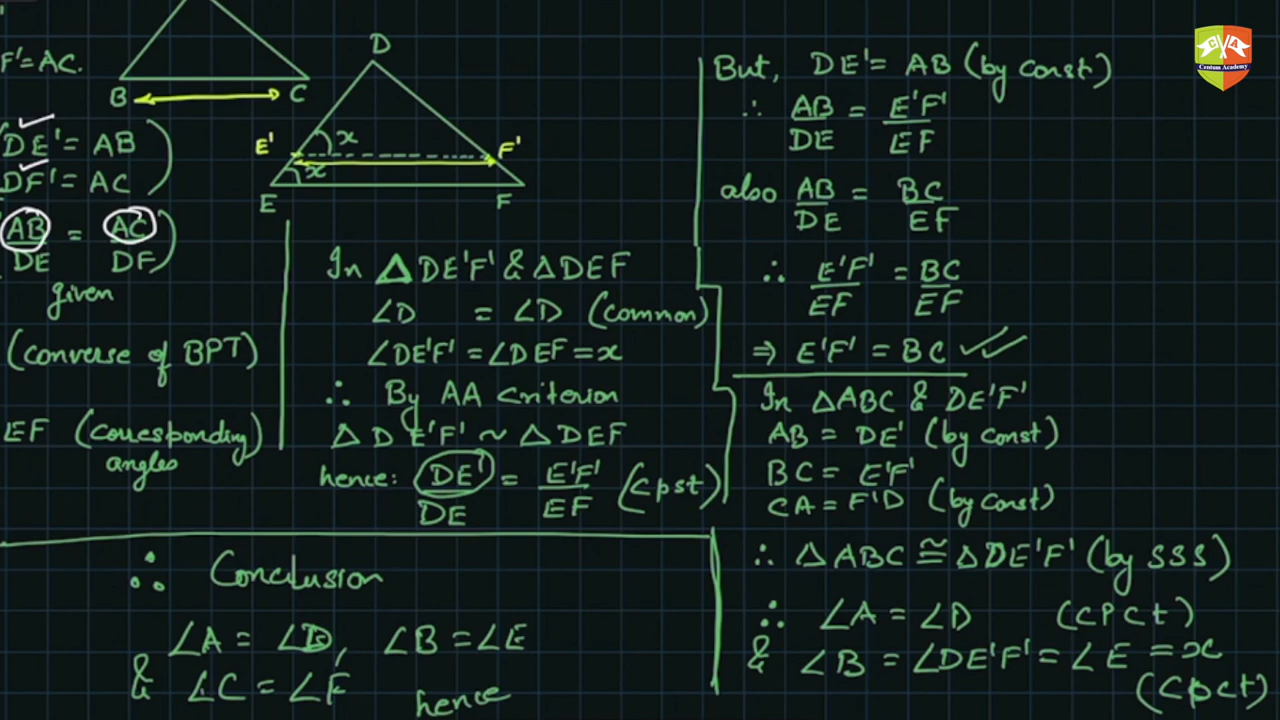 F'=AC.
B C
D
E' x F'
x
E F
(DE' = AB
DF' = AC)
AB/DE = AC/DF)
given
(converse of BPT)
EF (corresponding)
angles
In △DE'F' & △DEF
∠D = ∠D (common)
∠DE'F' = ∠DEF = x
∴ By AA criterion
△DE'F' ~ △DEF
hence: DE'/DE = E'F'/EF (cpst)
∴ Conclusion
∠A = ∠D, ∠B = ∠E
& ∠C = ∠F
hence
But, DE' = AB (by const)
∴ AB/DE = E'F'/EF
also AB/DE = BC/EF
∴ E'F'/EF = BC/EF
⇒ E'F' = BC ✓✓
In △ABC & DE'F'
AB = DE' (by const)
BC = E'F'
CA = F'D (by const)
∴ △ABC ≅ △DE'F' (by SSS)
∴ ∠A = ∠D (CPCt)
& ∠B = ∠DE'F' = ∠E = x
(Cpct)
CA
Centum Academy